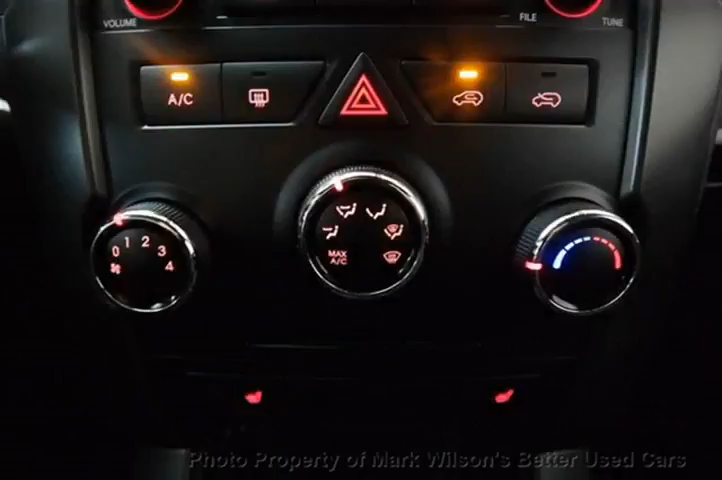 VOLUME FILE TUNE
A/C
1 2
0 3
4
MAX
A/C
Photo Property of Mark Wilson's Better Used Cars